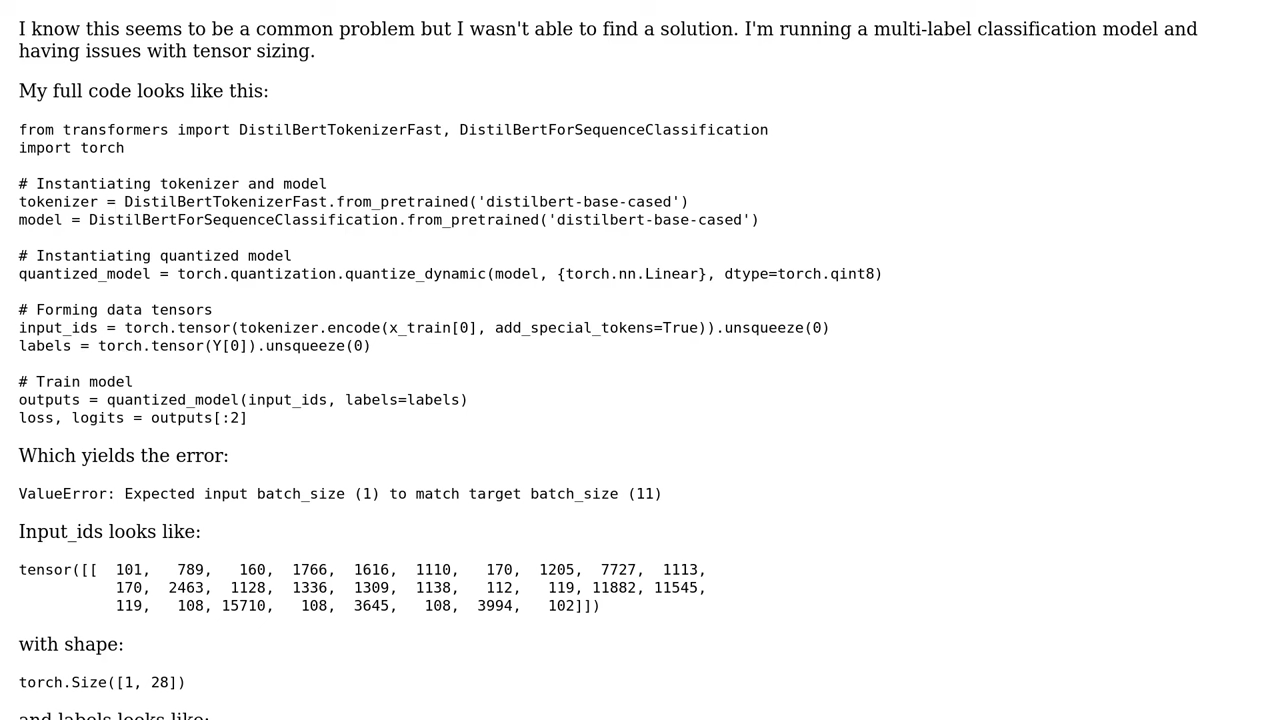 I know this seems to be a common problem but I wasn't able to find a solution. I'm running a multi-label classification model and
having issues with tensor sizing.
My full code looks like this:
from transformers import DistilBertTokenizerFast, DistilBertForSequenceClassification
import torch
# Instantiating tokenizer and model
tokenizer = DistilBertTokenizerFast.from_pretrained('distilbert-base-cased')
model = DistilBertForSequenceClassification.from_pretrained('distilbert-base-cased')
# Instantiating quantized model
quantized_model = torch.quantization.quantize_dynamic(model, {torch.nn.Linear}, dtype=torch.qint8)
# Forming data tensors
input_ids = torch.tensor(tokenizer.encode(x_train[0], add_special_tokens=True)).unsqueeze(0)
labels = torch.tensor(Y[0]).unsqueeze(0)
# Train model
outputs = quantized_model(input_ids, labels=labels)
loss, logits = outputs[:2]
Which yields the error:
ValueError: Expected input batch_size (1) to match target batch_size (11)
Input_ids looks like:
tensor([[  101,   789,   160,  1766,  1616,  1110,   170,  1205,  7727,  1113,
           170,  2463,  1128,  1336,  1309,  1138,   112,   119, 11882, 11545,
           119,   108, 15710,   108,  3645,   108,  3994,   102]])
with shape:
torch.Size([1, 28])
and labels looks like: